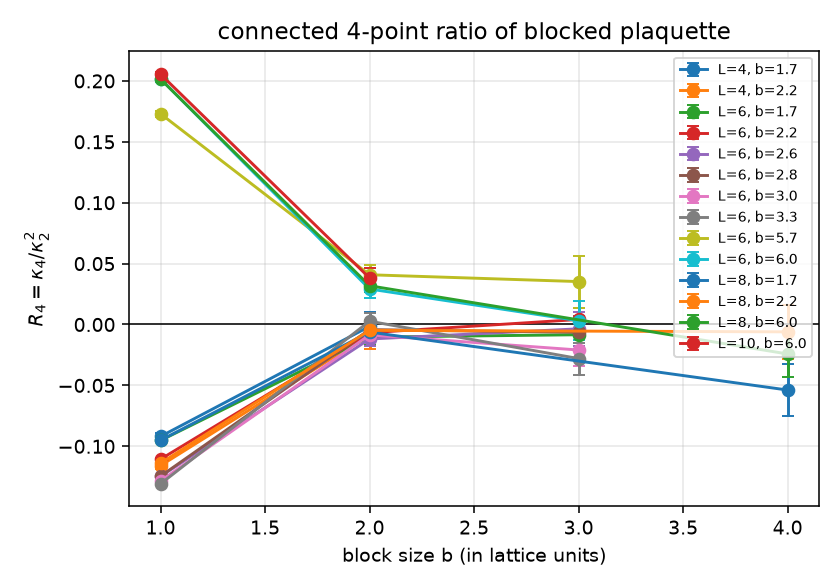 connected 4-point ratio of blocked plaquette
L=4, b=1.7
L=4, b=2.2
L=6, b=1.7
L=6, b=2.2
L=6, b=2.6
L=6, b=2.8
L=6, b=3.0
L=6, b=3.3
L=6, b=5.7
L=6, b=6.0
L=8, b=1.7
L=8, b=2.2
L=8, b=6.0
L=10, b=6.0
0.20
0.15
0.10
0.05
0.00
−0.05
−0.10
R₄ = κ₄/κ₂²
1.0 1.5 2.0 2.5 3.0 3.5 4.0
block size b (in lattice units)